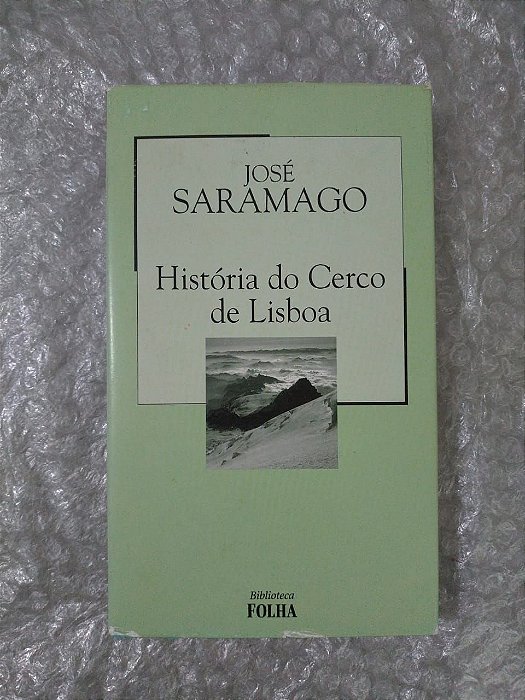 JOSÉ
SARAMAGO
História do Cerco
de Lisboa
Biblioteca
FOLHA